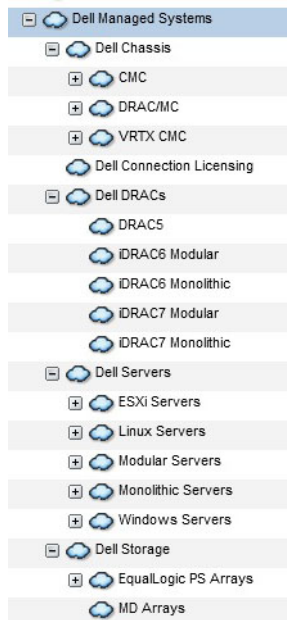 Dell Managed Systems
Dell Chassis
CMC
DRAC/MC
VRTX CMC
Dell Connection Licensing
Dell DRACs
DRAC5
iDRAC6 Modular
iDRAC6 Monolithic
iDRAC7 Modular
iDRAC7 Monolithic
Dell Servers
ESXi Servers
Linux Servers
Modular Servers
Monolithic Servers
Windows Servers
Dell Storage
EqualLogic PS Arrays
MD Arrays